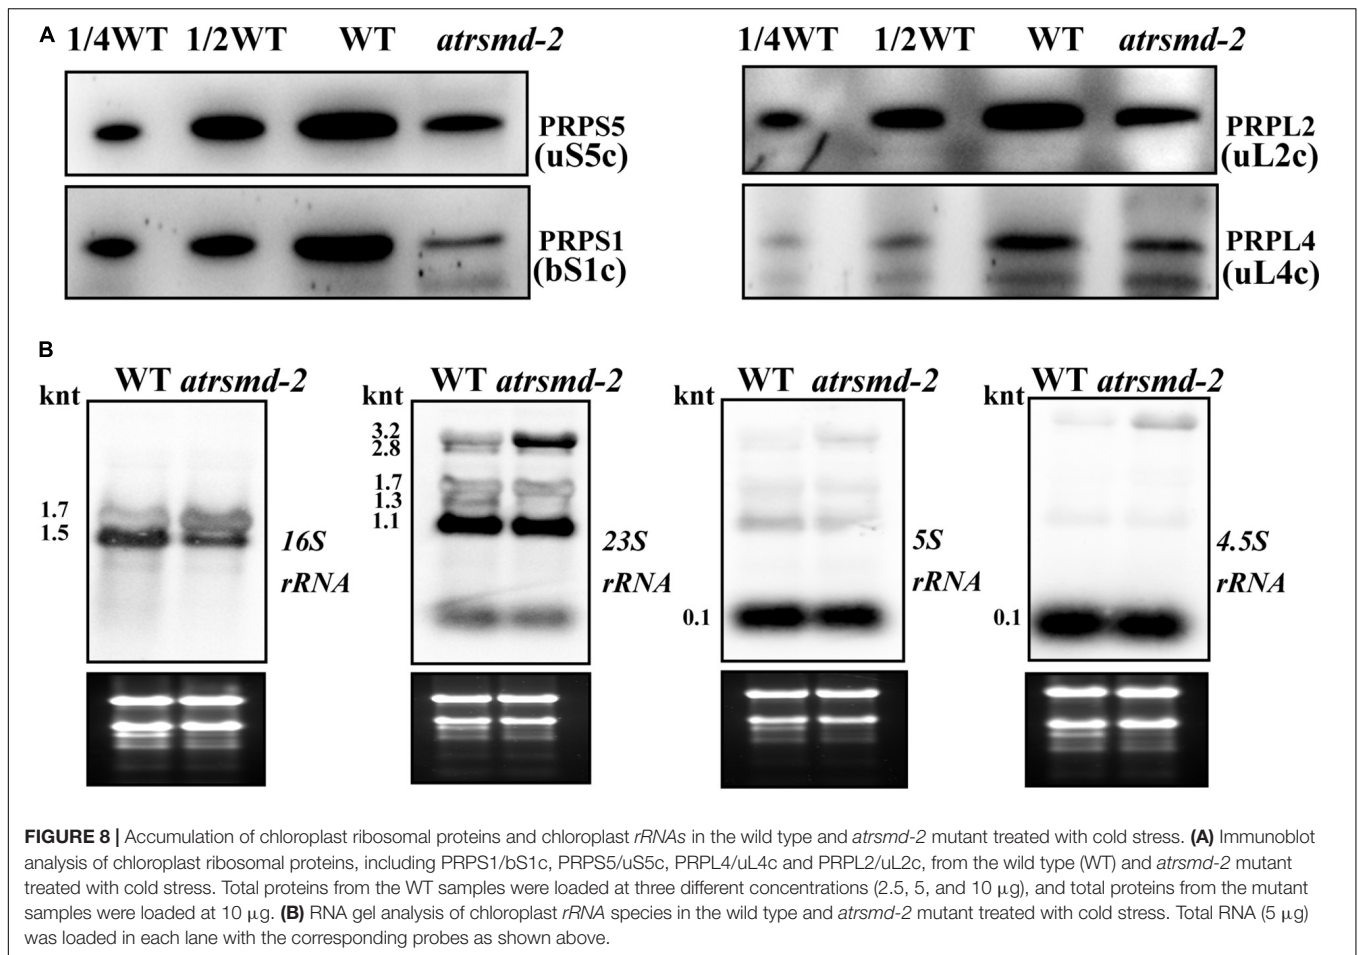 A
1/4WT 1/2WT WT atrsmd-2
PRPS5
(uS5c)
PRPS1
(bS1c)
1/4WT 1/2WT WT atrsmd-2
PRPL2
(uL2c)
PRPL4
(uL4c)
B
WT atrsmd-2
knt
1.7
1.5
16S
rRNA
WT atrsmd-2
knt
3.2
2.8
1.7
1.3
1.1
23S
rRNA
WT atrsmd-2
knt
5S
rRNA
0.1
WT atrsmd-2
knt
4.5S
rRNA
0.1
FIGURE 8 | Accumulation of chloroplast ribosomal proteins and chloroplast rRNAs in the wild type and atrsmd-2 mutant treated with cold stress. (A) Immunoblot
analysis of chloroplast ribosomal proteins, including PRPS1/bS1c, PRPS5/uS5c, PRPL4/uL4c and PRPL2/uL2c, from the wild type (WT) and atrsmd-2 mutant
treated with cold stress. Total proteins from the WT samples were loaded at three different concentrations (2.5, 5, and 10 μg), and total proteins from the mutant
samples were loaded at 10 μg. (B) RNA gel analysis of chloroplast rRNA species in the wild type and atrsmd-2 mutant treated with cold stress. Total RNA (5 μg)
was loaded in each lane with the corresponding probes as shown above.